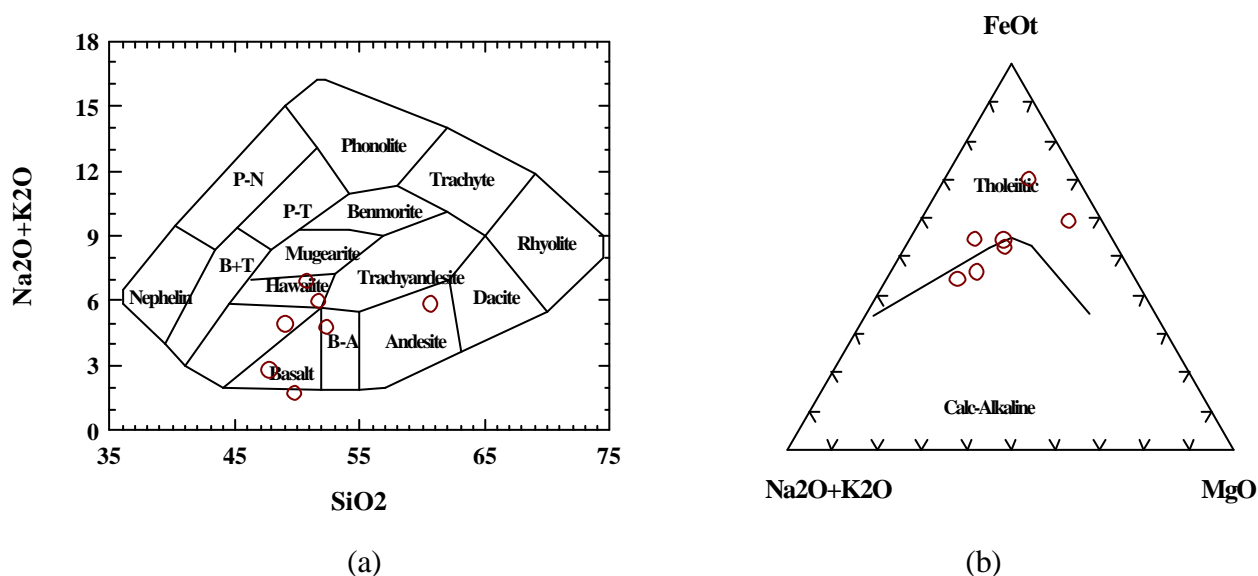 18
15
12
9
6
3
0
Na2O+K2O
35
45
55
65
75
SiO2
Phonolite
P-N
Trachyte
P-T
Benmorite
Rhyolite
Mugearite
B+T
Trachyandesite
Hawaiite
Nephelin
Dacite
B-A
Andesite
Basalt
(a)
FeOt
Tholeiitic
Calc-Alkaline
Na2O+K2O
MgO
(b)